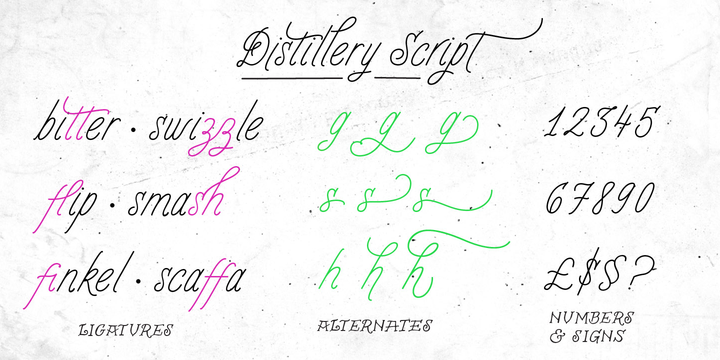 Distillery Script
bitter · swizzle
flip · smash
finkel · scaffa
LIGATURES
g g g
s s s
h h h
ALTERNATES
12345
67890
£$§?
NUMBERS
& SIGNS